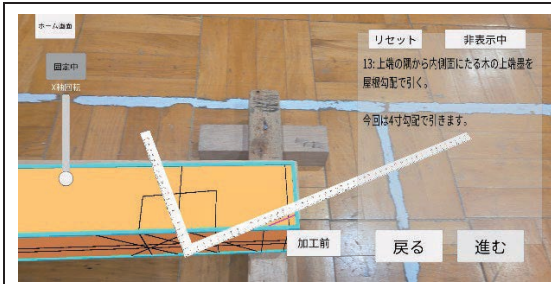 ホーム画面
リセット
非表示中
固定中
X軸回転
13:上端の隅から内側面にたる木の上端墨を
屋根勾配で引く。
今回は4寸勾配で引きます。
加工前
戻る
進む